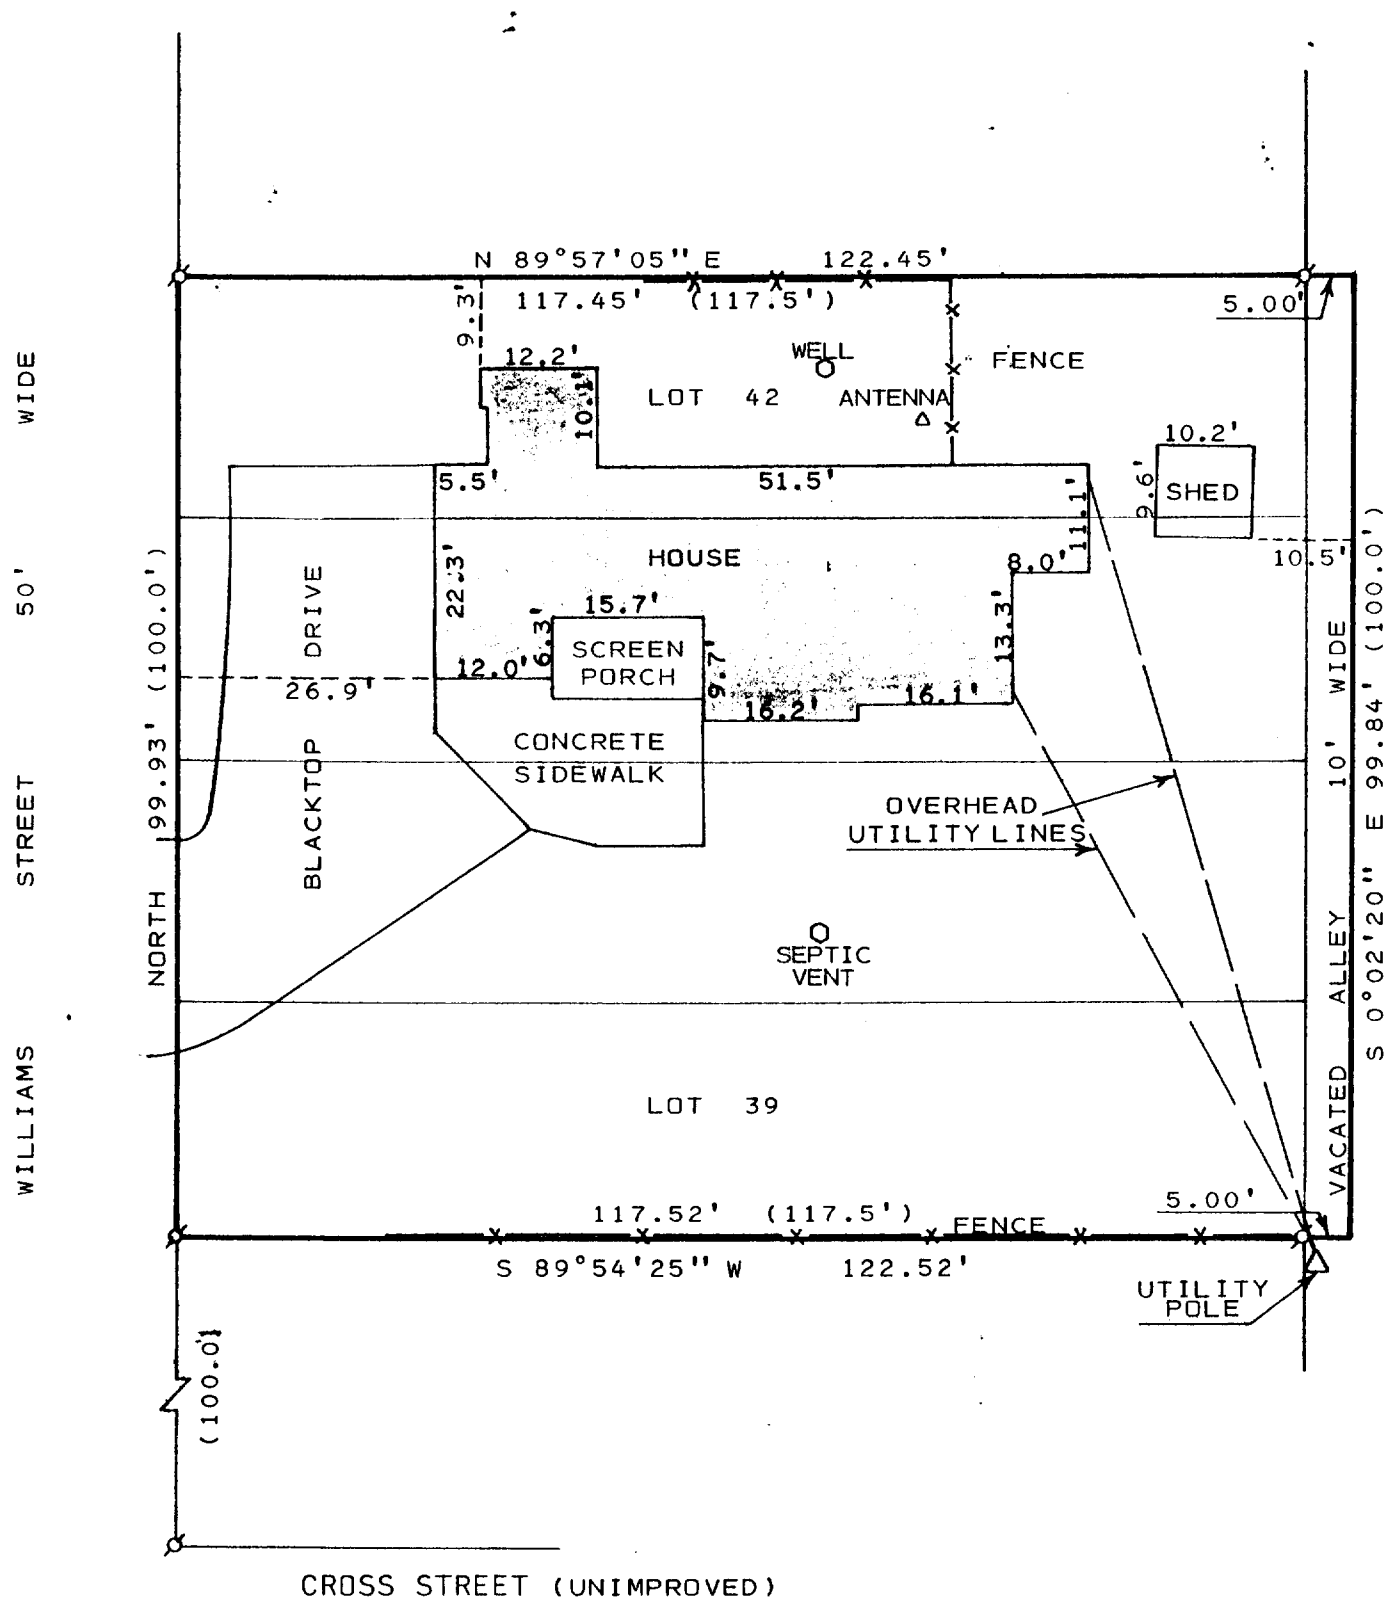 N 89°57'05" E 122.45'
117.45' (117.5')
9.3'
5.00'
12.2'
10.1'
WELL
LOT 42
ANTENNA
FENCE
10.2'
9.6'
SHED
10.5'
5.5'
51.5'
11.1'
HOUSE
8.0'
22.3'
15.7'
6.3'
SCREEN
PORCH
13.3'
12.0'
9.7'
26.9'
16.2'
16.1'
BLACKTOP DRIVE
CONCRETE
SIDEWALK
OVERHEAD
UTILITY LINES
SEPTIC
VENT
WILLIAMS STREET 50' WIDE
NORTH 99.93' (100.0')
VACATED ALLEY 10' WIDE
S 0°02'20" E 99.84' (100.0')
LOT 39
5.00'
117.52' (117.5')
FENCE
S 89°54'25" W 122.52'
UTILITY
POLE
(100.0)
CROSS STREET (UNIMPROVED)